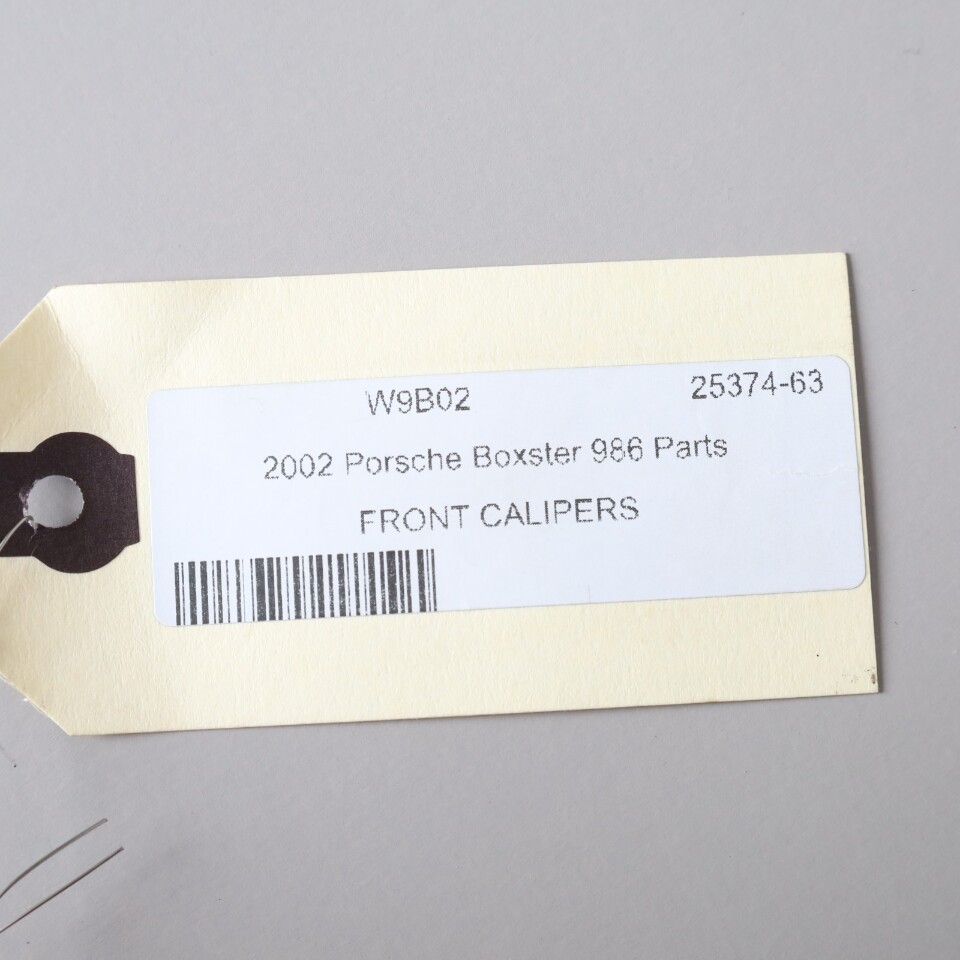 W9B02 25374-63
2002 Porsche Boxster 986 Parts
FRONT CALIPERS